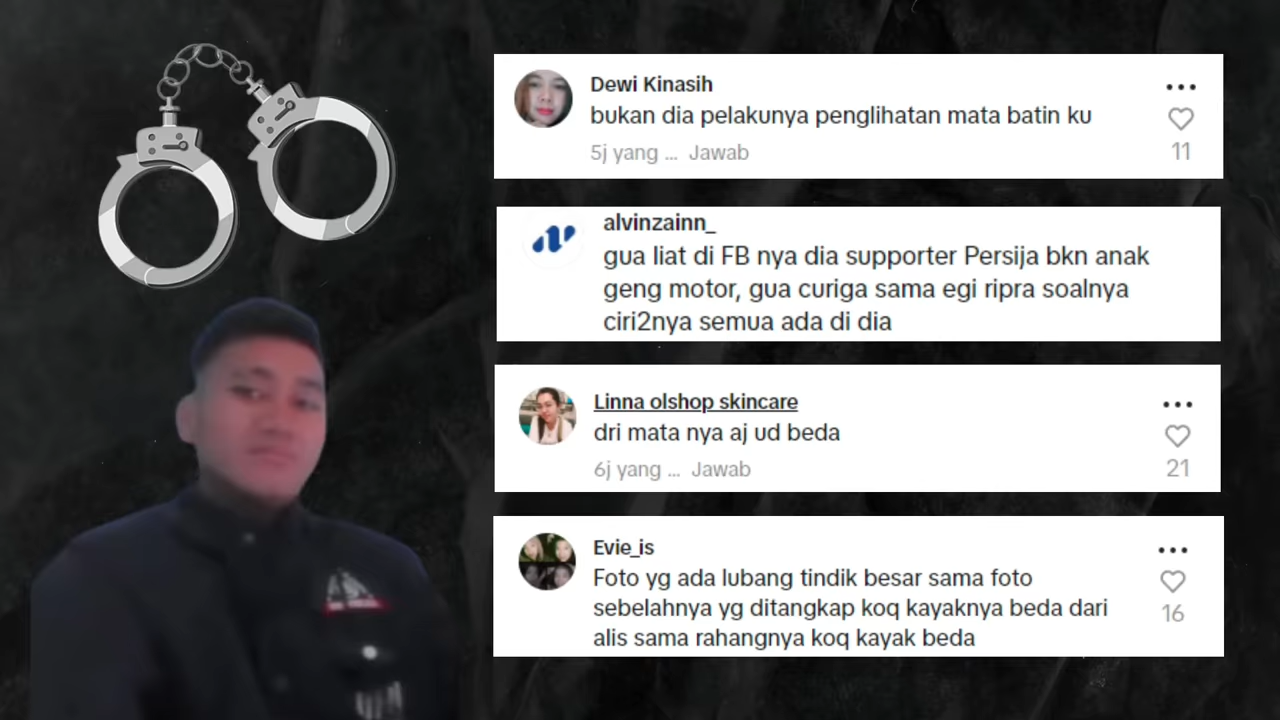 Dewi Kinasih
bukan dia pelakunya penglihatan mata batin ku
5j yang ... Jawab
11
alvinzainn_
gua liat di FB nya dia supporter Persija bkn anak
geng motor, gua curiga sama egi ripra soalnya
ciri2nya semua ada di dia
Linna olshop skincare
dri mata nya aj ud beda
6j yang ... Jawab
21
Evie_is
Foto yg ada lubang tindik besar sama foto
sebelahnya yg ditangkap koq kayaknya beda dari
alis sama rahangnya koq kayak beda
16